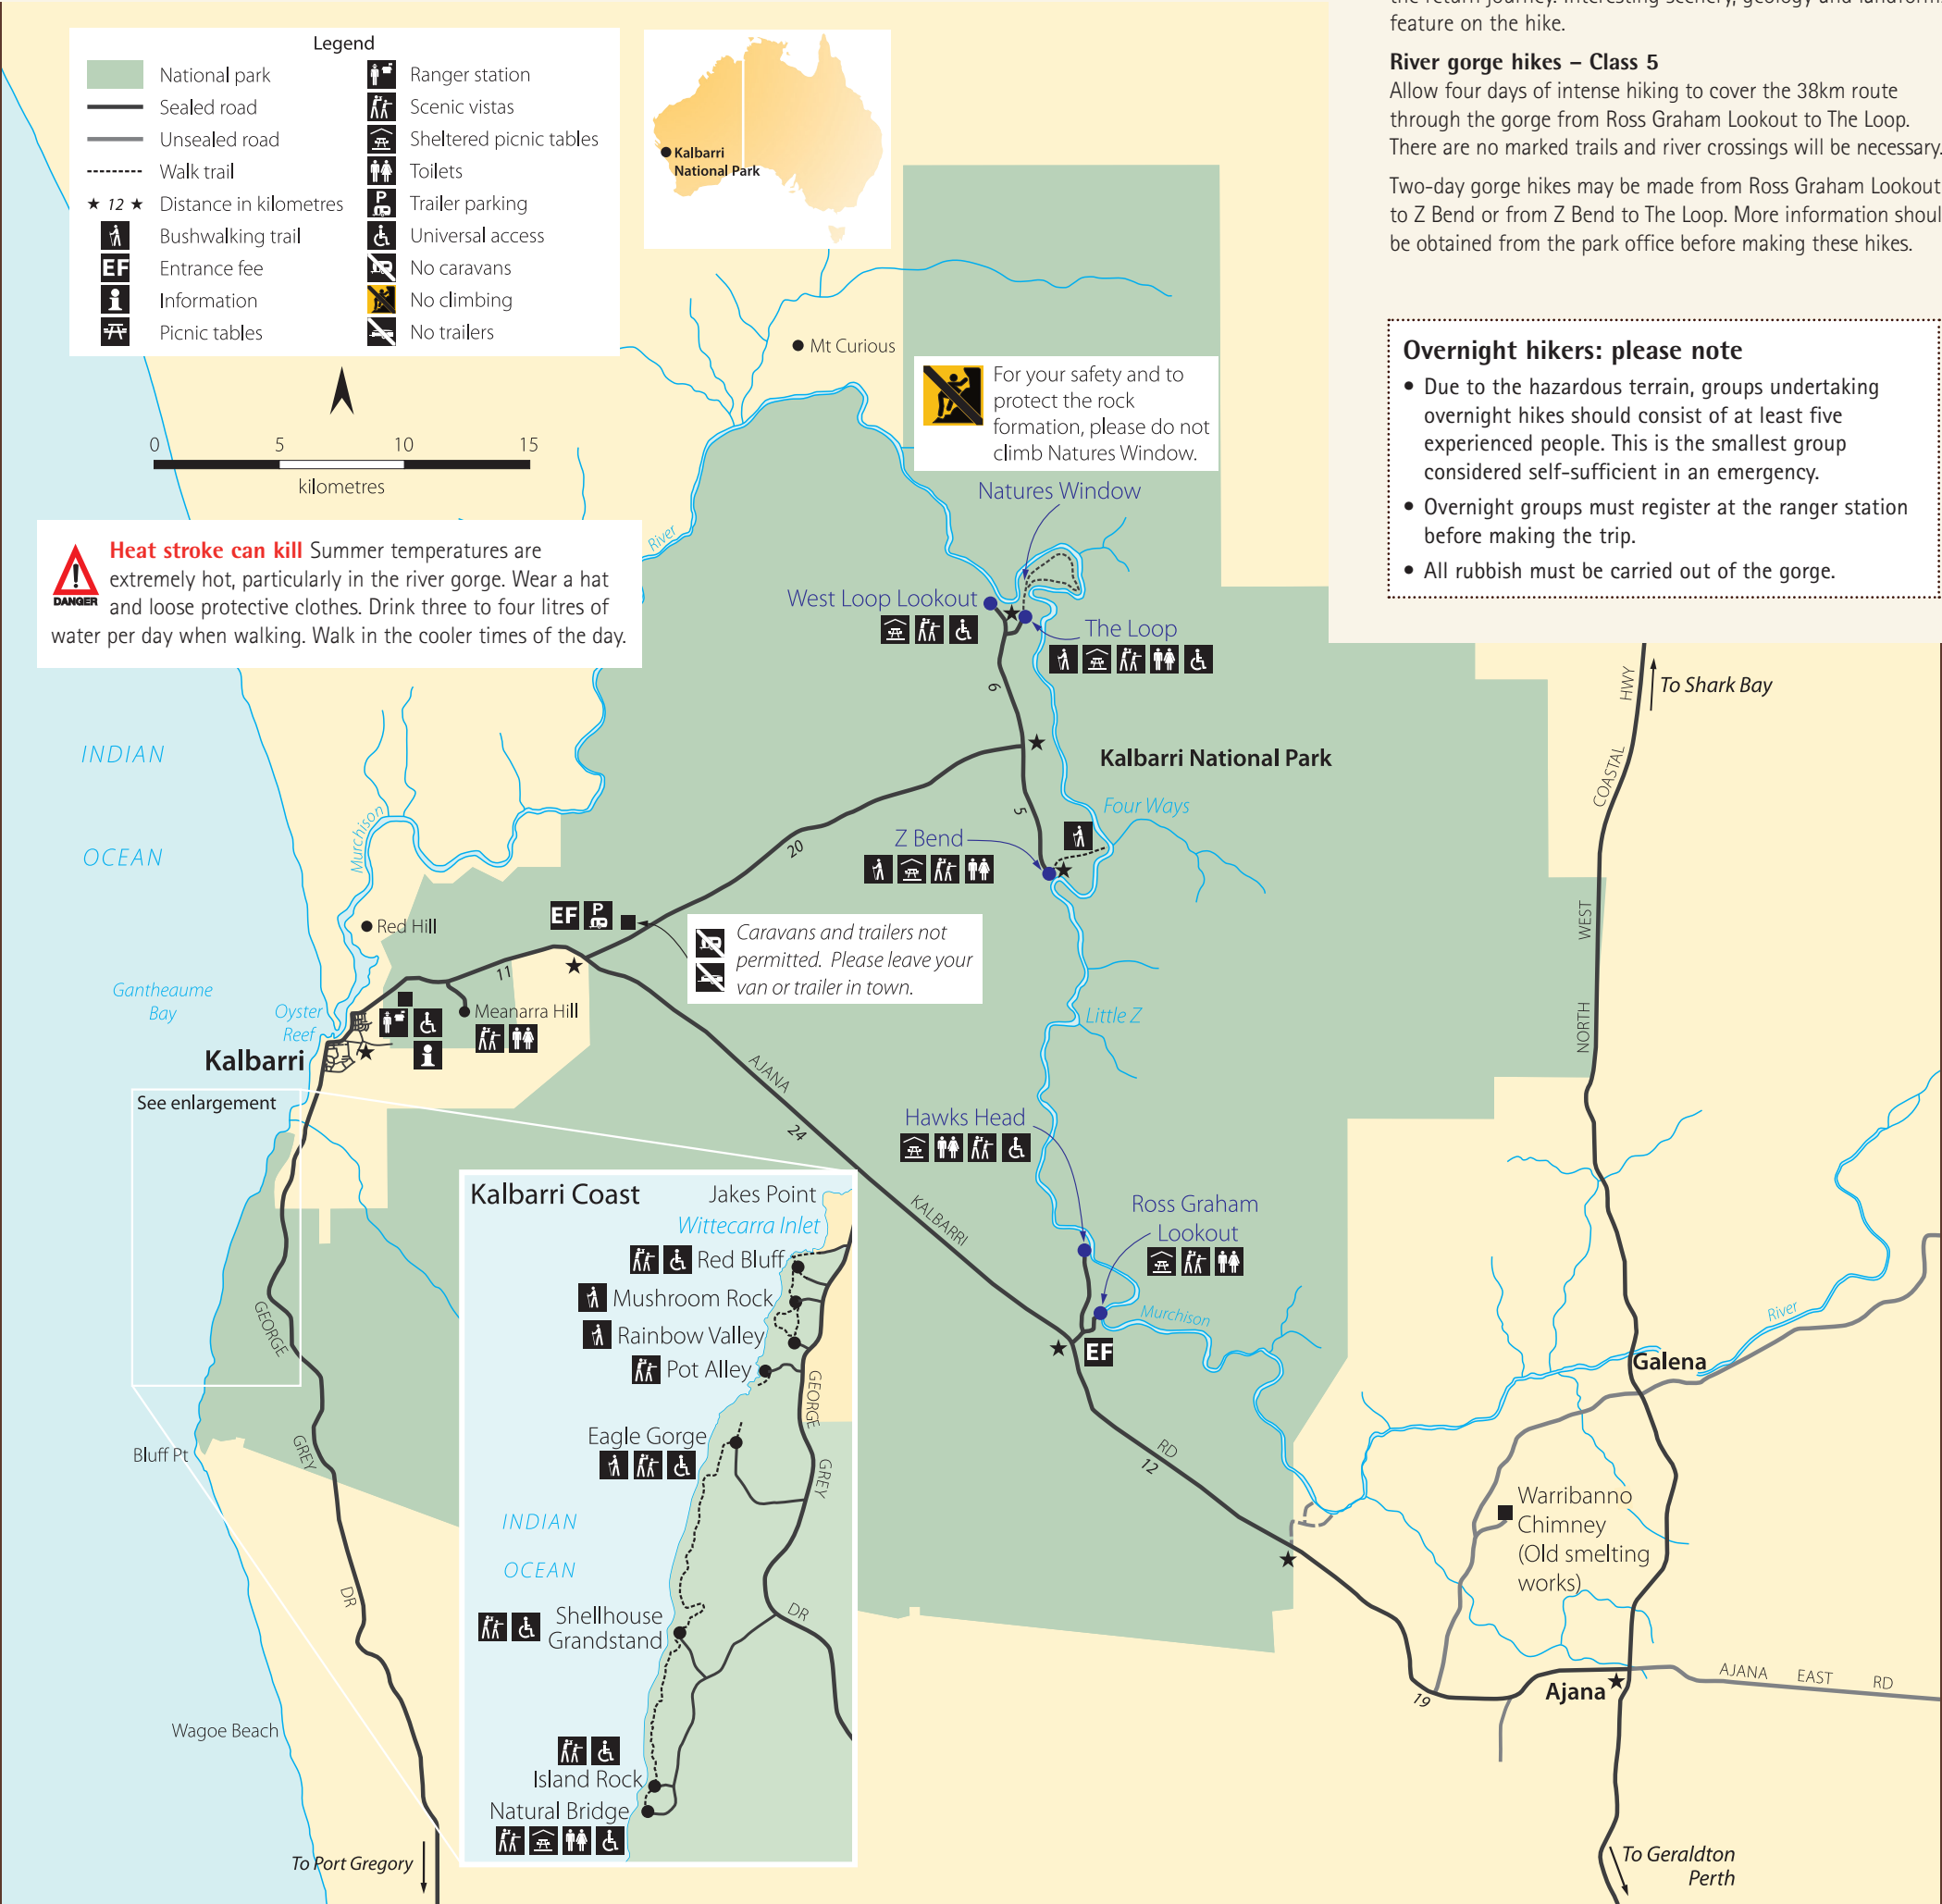 Legend
National park
Sealed road
Unsealed road
Walk trail
★ 12 ★ Distance in kilometres
Bushwalking trail
EF Entrance fee
Information
Picnic tables
Ranger station
Scenic vistas
Sheltered picnic tables
Toilets
P Trailer parking
Universal access
No caravans
No climbing
No trailers
Kalbarri
National Park
feature on the hike.
River gorge hikes – Class 5
Allow four days of intense hiking to cover the 38km route
through the gorge from Ross Graham Lookout to The Loop.
There are no marked trails and river crossings will be necessary.
Two-day gorge hikes may be made from Ross Graham Lookout
to Z Bend or from Z Bend to The Loop. More information shoul
be obtained from the park office before making these hikes.
Overnight hikers: please note
• Due to the hazardous terrain, groups undertaking
overnight hikes should consist of at least five
experienced people. This is the smallest group
considered self-sufficient in an emergency.
• Overnight groups must register at the ranger station
before making the trip.
• All rubbish must be carried out of the gorge.
0 5 10 15
kilometres
Mt Curious
For your safety and to
protect the rock
formation, please do not
climb Natures Window.
Natures Window
DANGER
Heat stroke can kill Summer temperatures are
extremely hot, particularly in the river gorge. Wear a hat
and loose protective clothes. Drink three to four litres of
water per day when walking. Walk in the cooler times of the day.
River
West Loop Lookout
The Loop
6
To Shark Bay
HWY
COASTAL
WEST
NORTH
INDIAN
OCEAN
Kalbarri National Park
Four Ways
5
Z Bend
20
Murchison
Red Hill
EF P
Caravans and trailers not
permitted. Please leave your
van or trailer in town.
11
Gantheaume
Bay
Oyster
Reef
Meanarra Hill
Little Z
Kalbarri
See enlargement
AJANA
24
KALBARRI
RD
12
Hawks Head
Ross Graham
Lookout
Murchison
EF
GEORGE
GREY
DR
Bluff Pt
Wagoe Beach
To Port Gregory
Kalbarri Coast
Jakes Point
Wittecarra Inlet
Red Bluff
Mushroom Rock
Rainbow Valley
Pot Alley
GEORGE
Eagle Gorge
GREY
INDIAN
OCEAN
DR
Shellhouse
Grandstand
Island Rock
Natural Bridge
River
Galena
Warribanno
Chimney
(Old smelting
works)
19
Ajana
AJANA EAST RD
To Geraldton
Perth